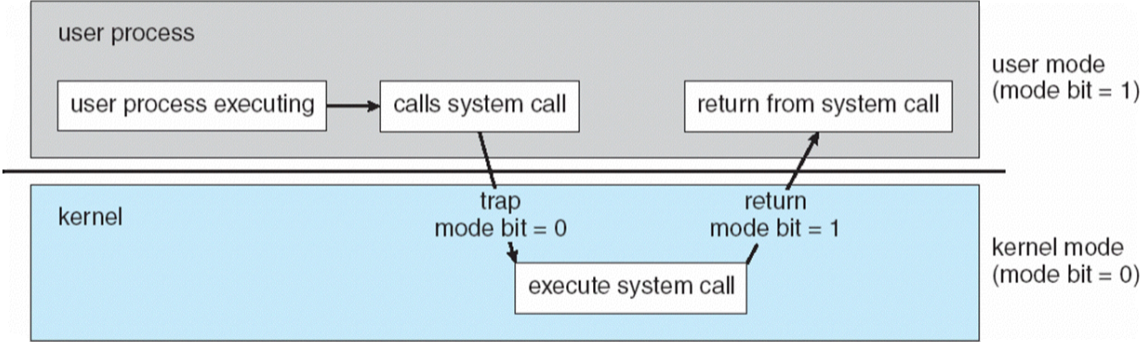 user process
user process executing
calls system call
return from system call
user mode
(mode bit = 1)
trap
mode bit = 0
return
mode bit = 1
kernel
execute system call
kernel mode
(mode bit = 0)